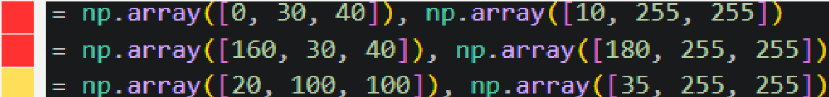 = np.array([0, 30, 40]), np.array([10, 255, 255])
= np.array([160, 30, 40]), np.array([180, 255, 255])
= np.array([20, 100, 100]), np.array([35, 255, 255])